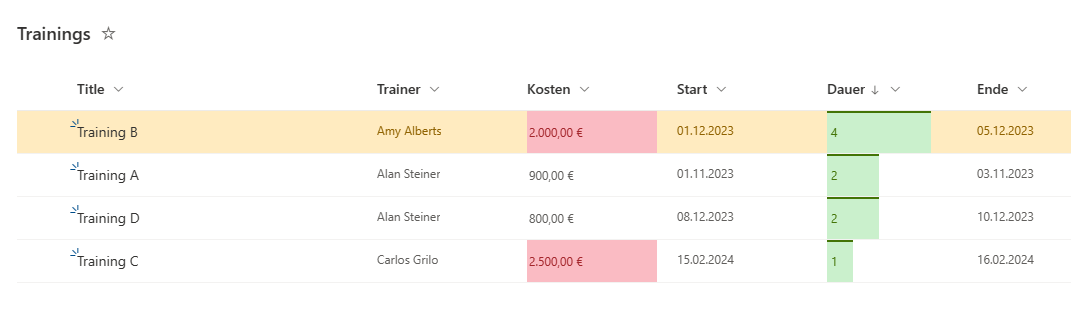 Trainings
Title Trainer Kosten Start Dauer Ende
Training B Amy Alberts 2.000,00 € 01.12.2023 4 05.12.2023
Training A Alan Steiner 900,00 € 01.11.2023 2 03.11.2023
Training D Alan Steiner 800,00 € 08.12.2023 2 10.12.2023
Training C Carlos Grilo 2.500,00 € 15.02.2024 1 16.02.2024